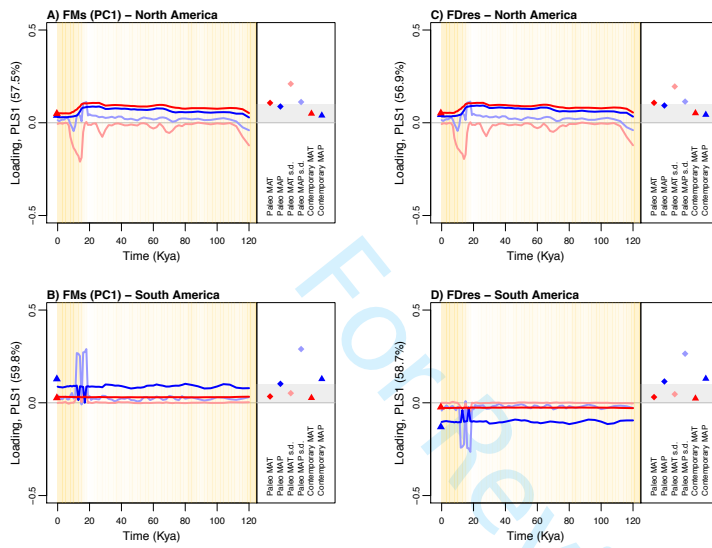 A) FMs (PC1) – North America
Loading, PLS1 (57.5%)
0.5
0.0
−0.5
0
20
40
60
80
100
120
Time (Kya)
Paleo MAT
Paleo MAP
Paleo MAT s.d.
Paleo MAP s.d.
Contemporary MAT
Contemporary MAP
C) FDres – North America
Loading, PLS1 (56.9%)
0.5
0.0
−0.5
0
20
40
60
80
100
120
Time (Kya)
Paleo MAT
Paleo MAP
Paleo MAT s.d.
Paleo MAP s.d.
Contemporary MAT
Contemporary MAP
B) FMs (PC1) – South America
Loading, PLS1 (59.8%)
0.5
0.0
−0.5
0
20
40
60
80
100
120
Time (Kya)
Paleo MAT
Paleo MAP
Paleo MAT s.d.
Paleo MAP s.d.
Contemporary MAT
Contemporary MAP
D) FDres – South America
Loading, PLS1 (58.7%)
0.5
0.0
−0.5
0
20
40
60
80
100
120
Time (Kya)
Paleo MAT
Paleo MAP
Paleo MAT s.d.
Paleo MAP s.d.
Contemporary MAT
Contemporary MAP
For Rev